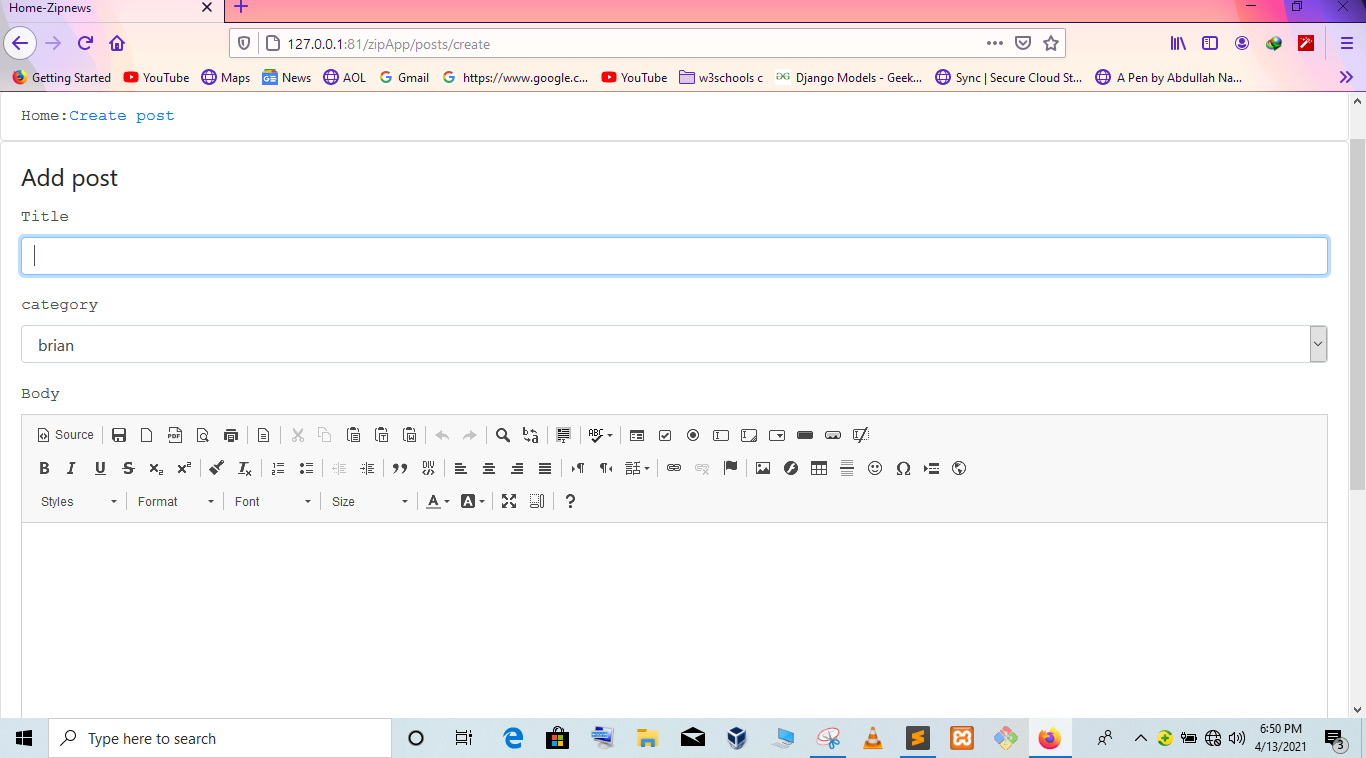 Home-Zipnews
127.0.0.1:81/zipApp/posts/create
Getting Started YouTube Maps News AOL Gmail https://www.google.c... YouTube w3schools c Django Models - Geek... Sync | Secure Cloud St... A Pen by Abdullah Na...
Home:Create post
Add post
Title
category
brian
Body
Source
Styles Format Font Size
Type here to search
6:50 PM
4/13/2021
3